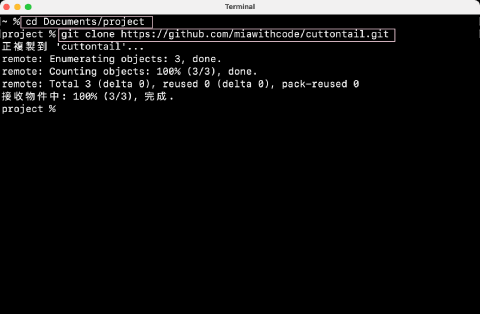 Terminal
~ % cd Documents/project
project % git clone https://github.com/miawithcode/cuttontail.git
正複製到 'cuttontail'...
remote: Enumerating objects: 3, done.
remote: Counting objects: 100% (3/3), done.
remote: Total 3 (delta 0), reused 0 (delta 0), pack-reused 0
接收物件中: 100% (3/3), 完成.
project %